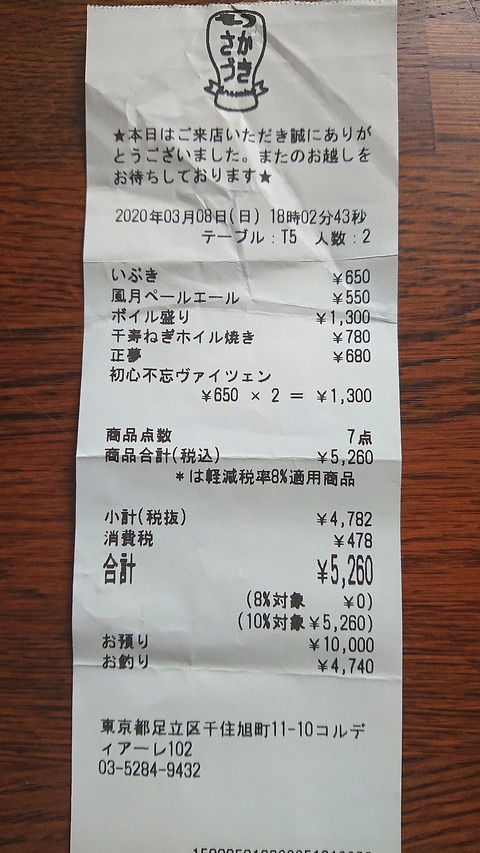 さかづき
Brewing
★本日はご来店いただき誠にありが
とうございました。またのお越しを
お待ちしております★
2020年03月08日(日) 18時02分43秒
テーブル:T5 人数:2
いぶき ¥650
風月ペールエール ¥550
ボイル盛り ¥1,300
千寿ねぎホイル焼き ¥780
正夢 ¥680
初心不忘ヴァイツェン
¥650 × 2 = ¥1,300
商品点数 7点
商品合計(税込) ¥5,260
*は軽減税率8%適用商品
小計(税抜) ¥4,782
消費税 ¥478
合計 ¥5,260
(8%対象 ¥0)
(10%対象¥5,260)
お預り ¥10,000
お釣り ¥4,740
東京都足立区千住旭町11-10コルデ
ィアーレ102
03-5284-9432